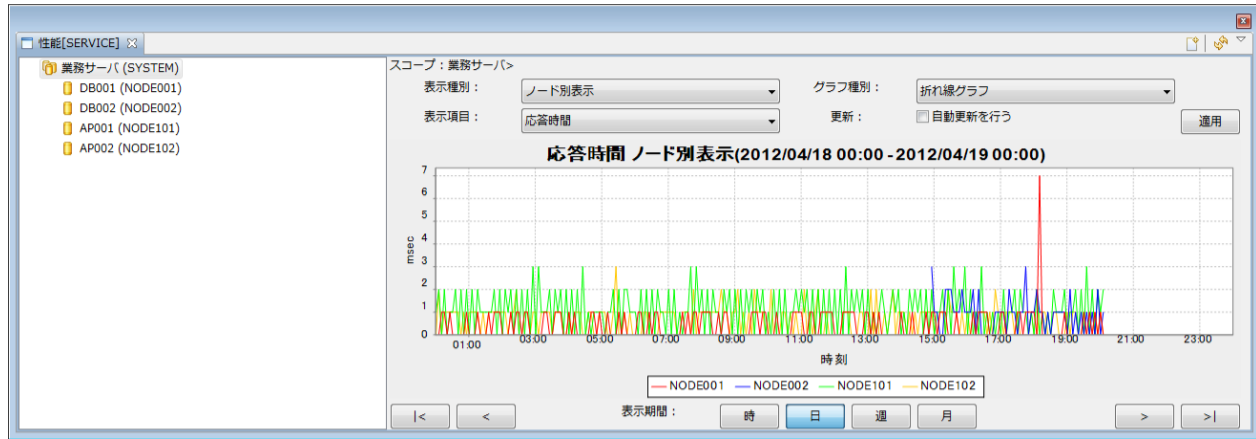 性能[SERVICE]
業務サーバ (SYSTEM)
DB001 (NODE001)
DB002 (NODE002)
AP001 (NODE101)
AP002 (NODE102)
スコープ：業務サーバ>
表示種別： ノード別表示 グラフ種別： 折れ線グラフ
表示項目： 応答時間 更新： 自動更新を行う 適用
応答時間 ノード別表示(2012/04/18 00:00 - 2012/04/19 00:00)
7
6
5
4
3
2
1
0
msec
01:00 03:00 05:00 07:00 09:00 11:00 13:00 15:00 17:00 19:00 21:00 23:00
時刻
NODE001 NODE002 NODE101 NODE102
|< < 表示期間： 時 日 週 月 > >|